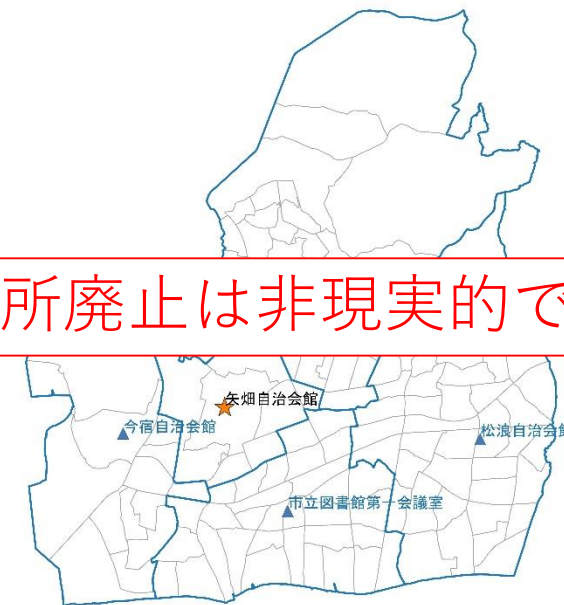 所廃止は非現実的で
矢畑自治会館
今宿自治会館
松浪自治会館
市立図書館第一会議室